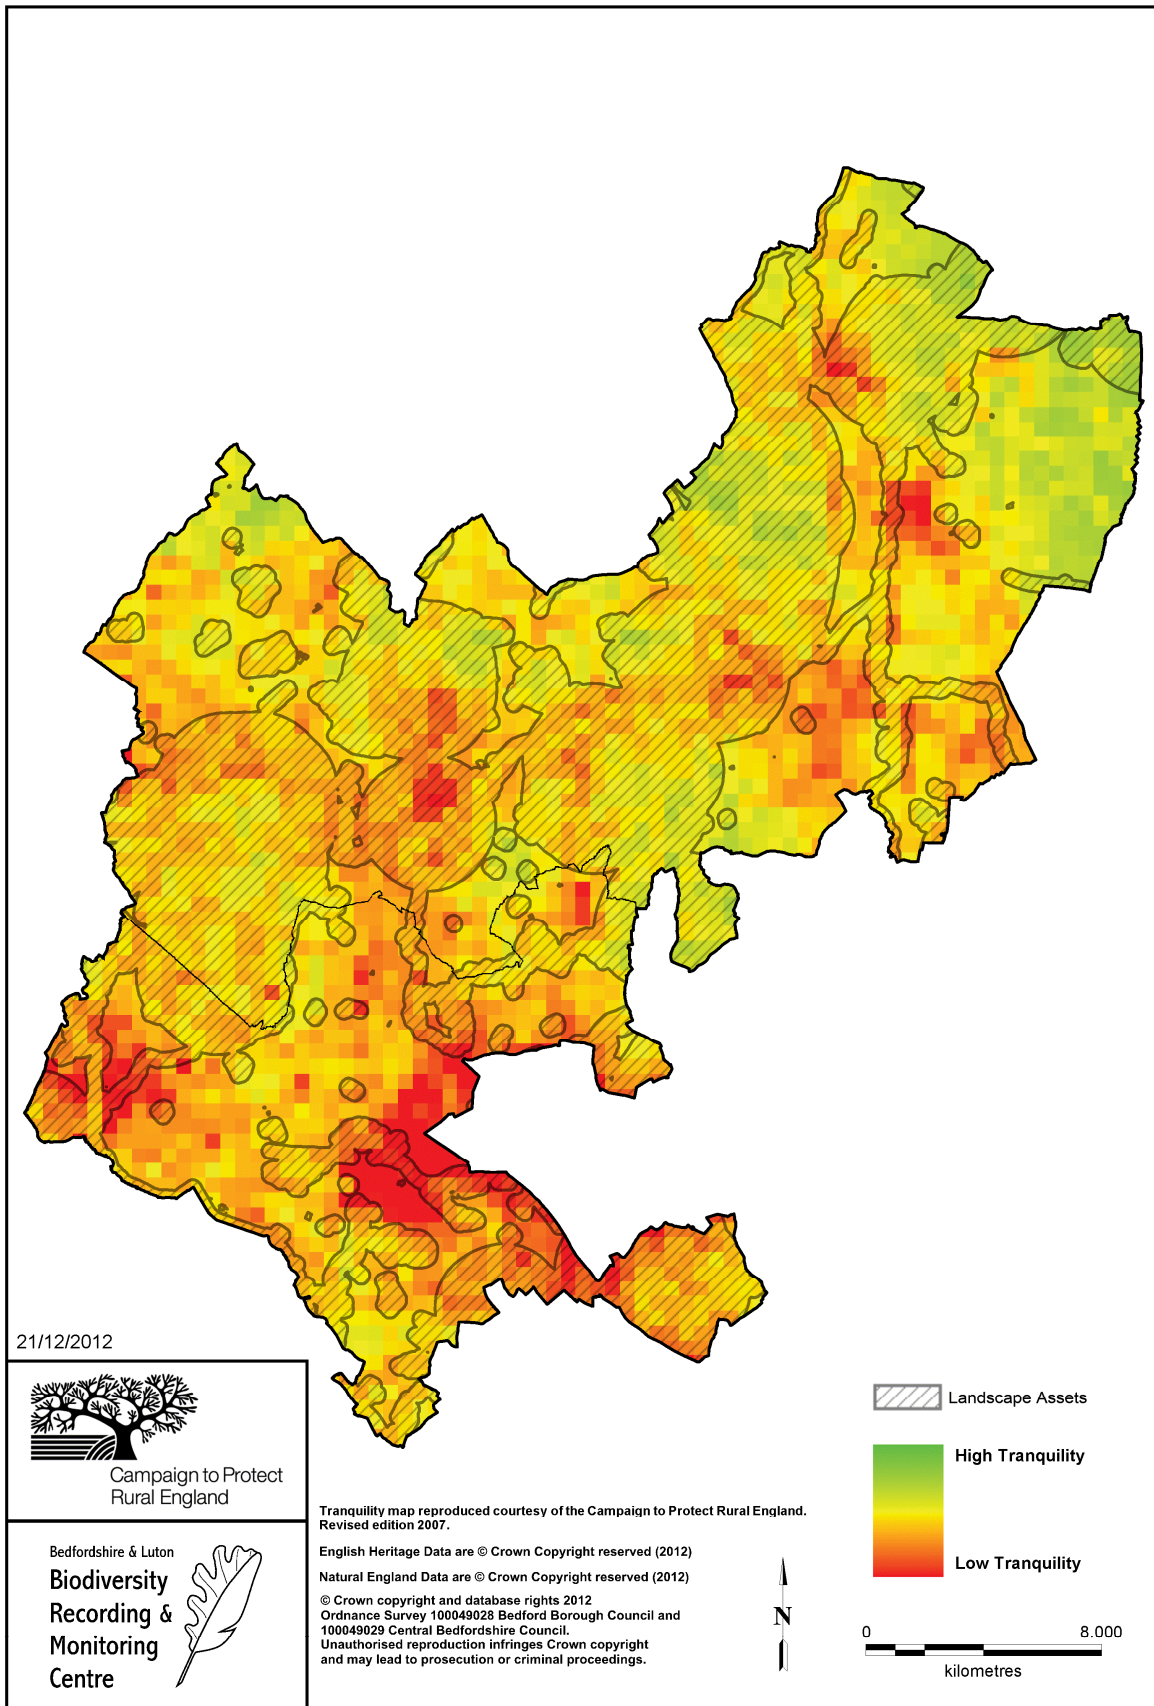 21/12/2012
Campaign to Protect
Rural England
Bedfordshire & Luton
Biodiversity
Recording &
Monitoring
Centre
Tranquility map reproduced courtesy of the Campaign to Protect Rural England.
Revised edition 2007.
English Heritage Data are © Crown Copyright reserved (2012)
Natural England Data are © Crown Copyright reserved (2012)
© Crown copyright and database rights 2012
Ordnance Survey 100049028 Bedford Borough Council and
100049029 Central Bedfordshire Council.
Unauthorised reproduction infringes Crown copyright
and may lead to prosecution or criminal proceedings.
N
Landscape Assets
High Tranquility
Low Tranquility
0 8.000
kilometres